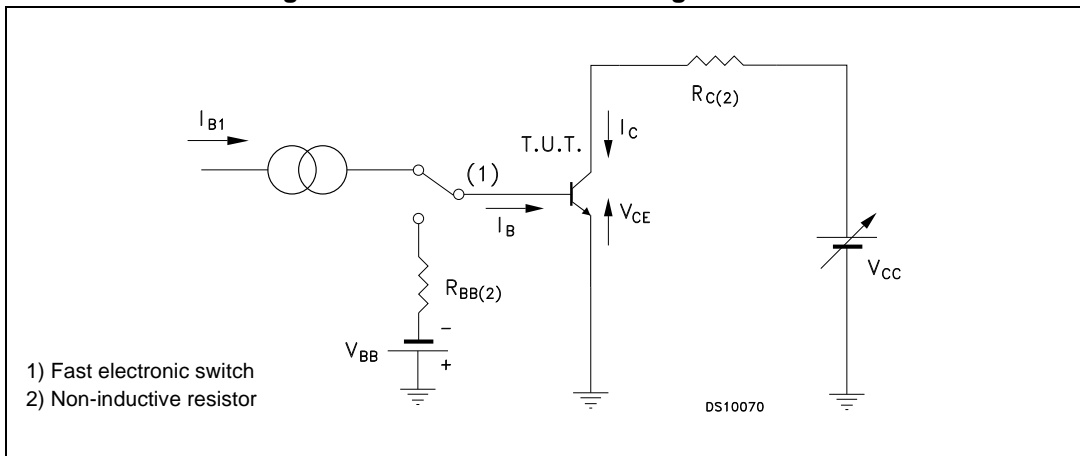 I_B1
R_C(2)
T.U.T.
I_C
(1)
V_CE
I_B
V_CC
R_BB(2)
−
V_BB
+
1) Fast electronic switch
2) Non-inductive resistor
DS10070